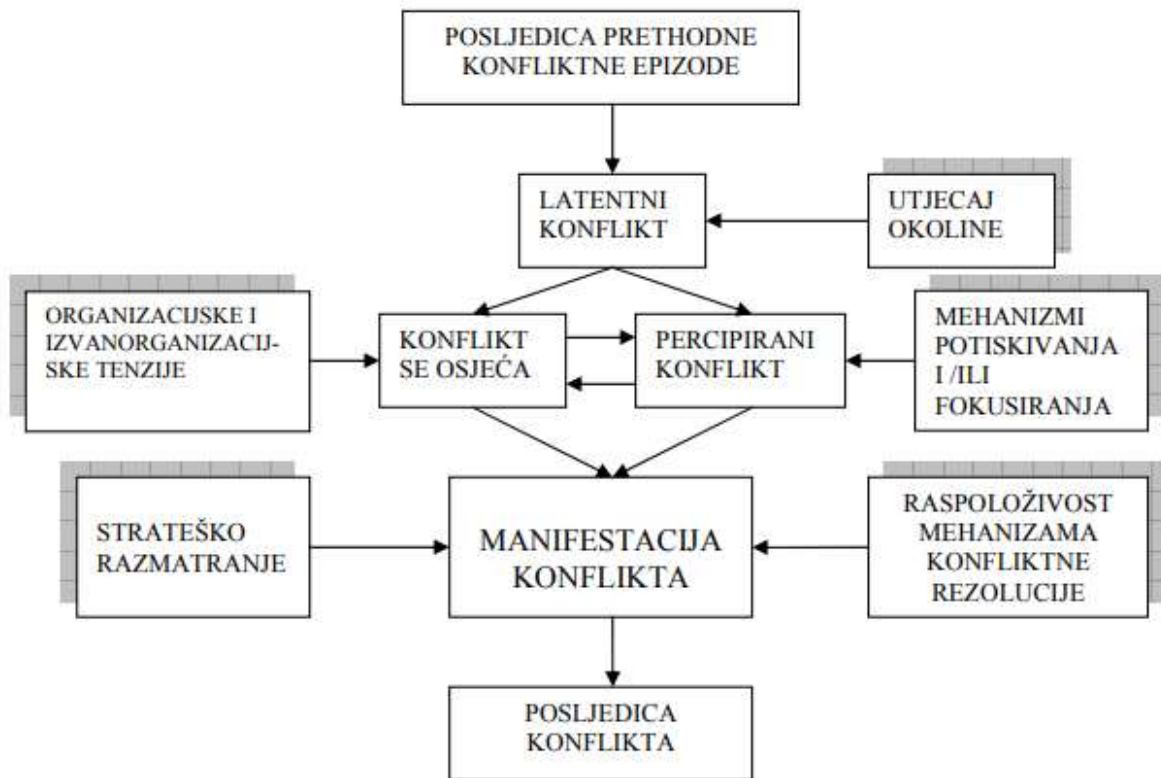 POSLJEDICA PRETHODNE
KONFLIKTNE EPIZODE
LATENTNI
KONFLIKT
UTJECAJ
OKOLINE
ORGANIZACIJSKE I
IZVANORGANIZACIJ-
SKE TENZIJE
KONFLIKT
SE OSJEĆA
PERCIPIRANI
KONFLIKT
MEHANIZMI
POTISKIVANJA
I /ILI
FOKUSIRANJA
STRATEŠKO
RAZMATRANJE
MANIFESTACIJA
KONFLIKTA
RASPOLOŽIVOST
MEHANIZAMA
KONFLIKTNE
REZOLUCIJE
POSLJEDICA
KONFLIKTA